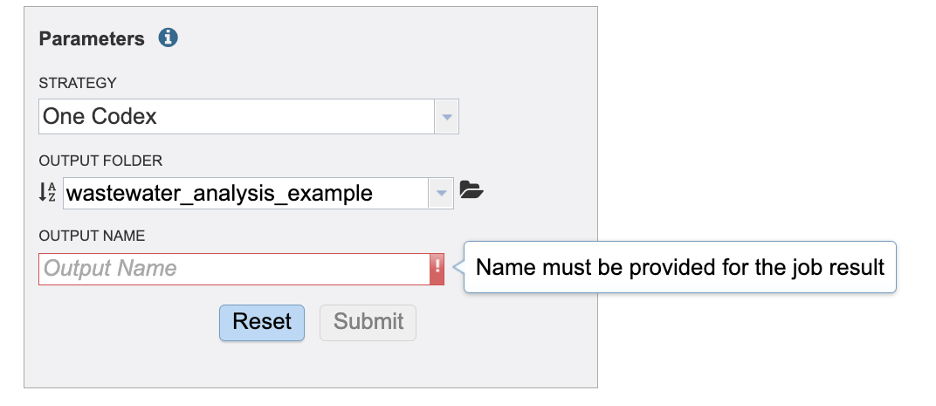 Parameters
STRATEGY
One Codex
OUTPUT FOLDER
wastewater_analysis_example
OUTPUT NAME
Output Name
Name must be provided for the job result
Reset Submit